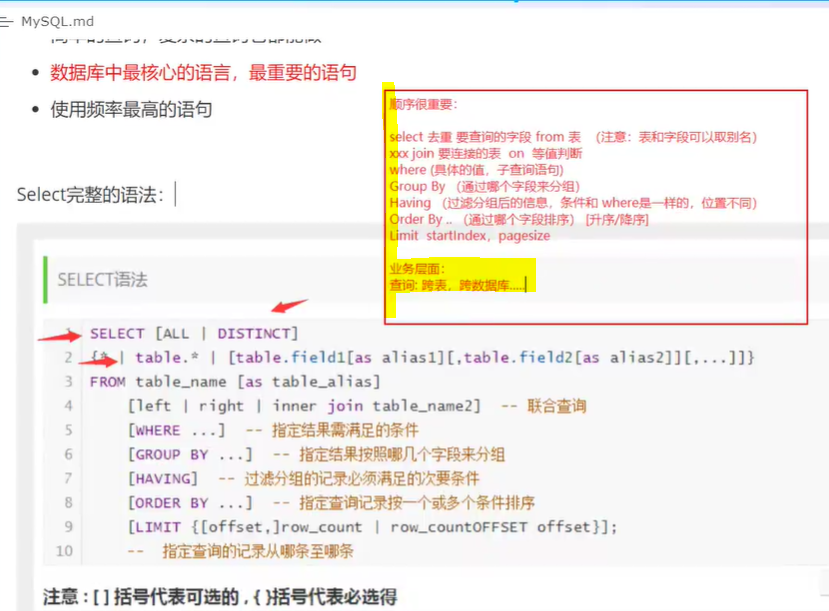 MySQL.md
数据库中最核心的语言，最重要的语句
使用频率最高的语句
顺序很重要：
select 去重 要查询的字段 from 表 （注意：表和字段可以取别名）
xxx join 要连接的表 on 等值判断
where (具体的值，子查询语句)
Group By （通过哪个字段来分组）
Having （过滤分组后的信息，条件和 where是一样的，位置不同）
Order By .. （通过哪个字段排序） [升序/降序]
Limit startIndex，pagesize
业务层面：
查询: 跨表，跨数据库.....
Select完整的语法：
SELECT语法
SELECT [ALL | DISTINCT]
2 {* | table.* | [table.field1[as alias1][,table.field2[as alias2]][,...]]}
3 FROM table_name [as table_alias]
4 [left | right | inner join table_name2] -- 联合查询
5 [WHERE ...] -- 指定结果需满足的条件
6 [GROUP BY ...] -- 指定结果按照哪几个字段来分组
7 [HAVING] -- 过滤分组的记录必须满足的次要条件
8 [ORDER BY ...] -- 指定查询记录按一个或多个条件排序
9 [LIMIT {[offset,]row_count | row_countOFFSET offset}];
10 -- 指定查询的记录从哪条至哪条
注意 : [ ] 括号代表可选的 , { }括号代表必选得